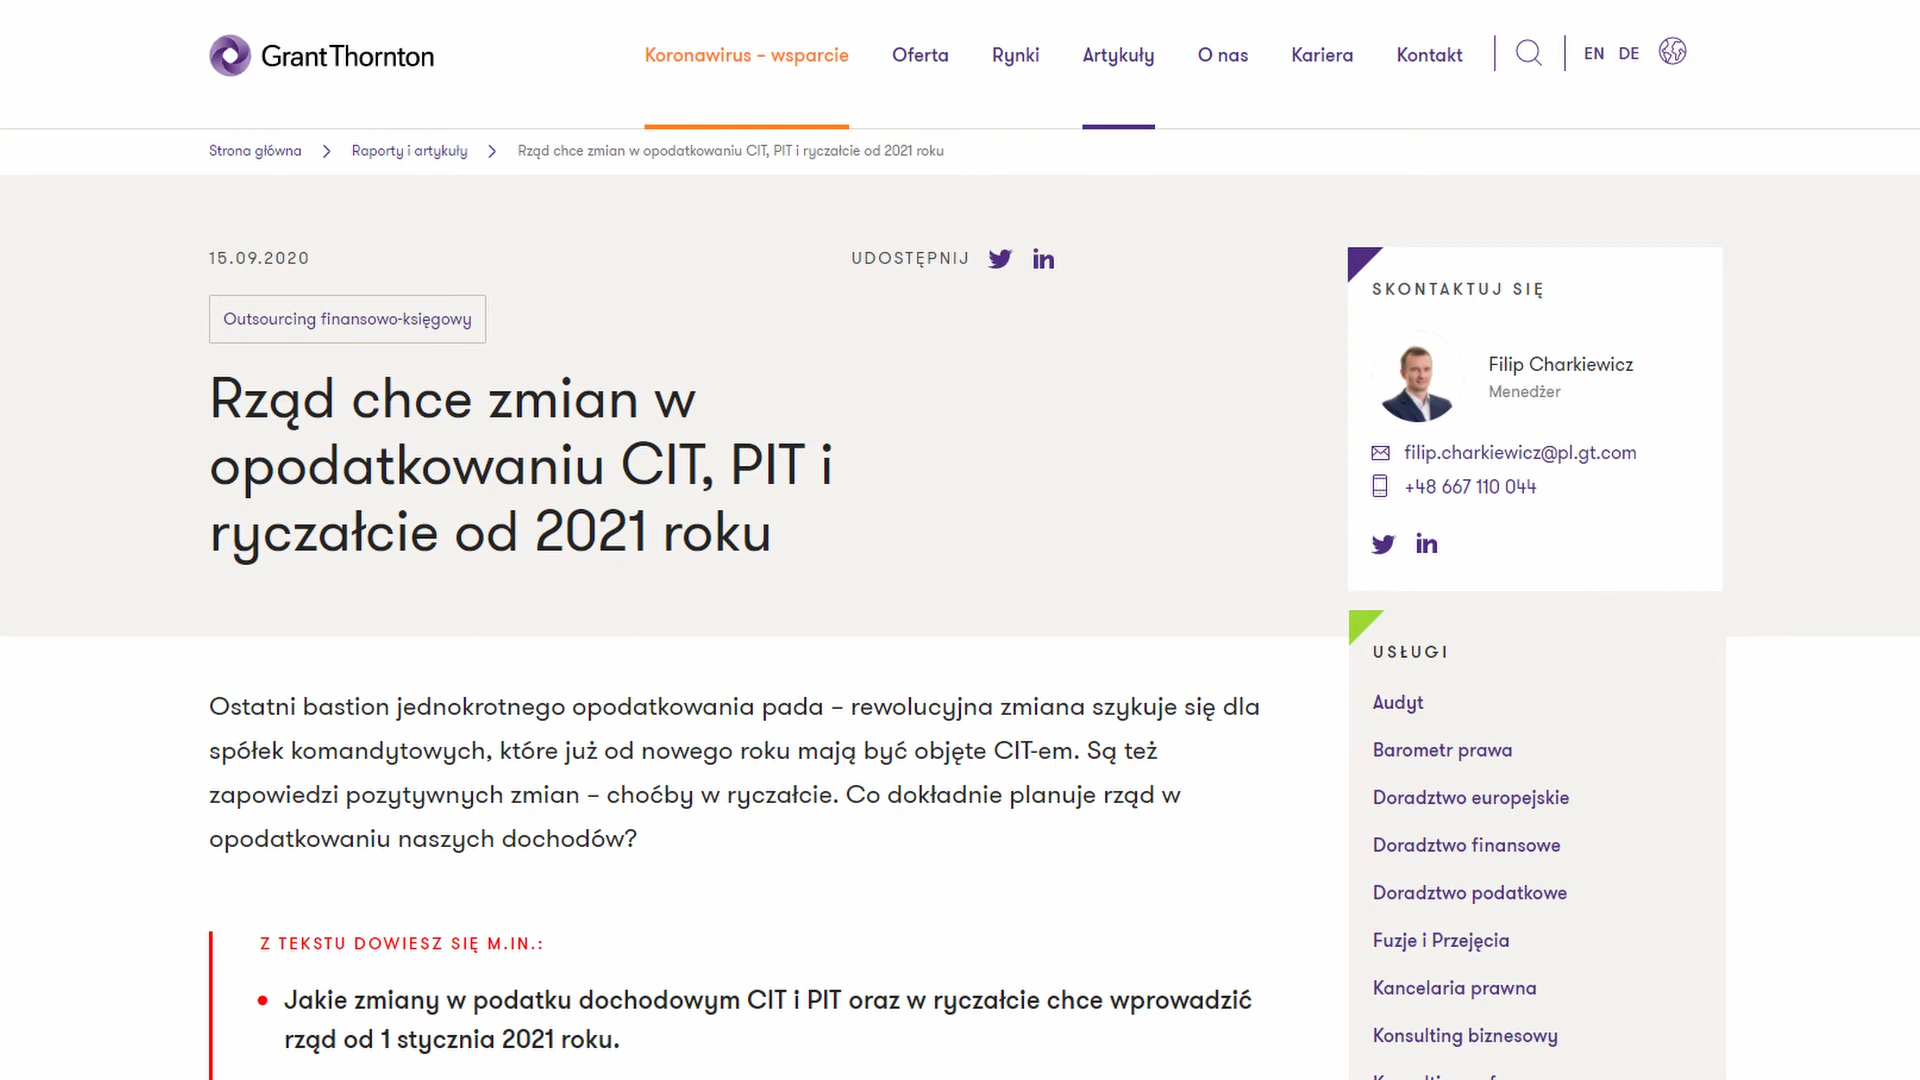 Grant Thornton
Koronawirus – wsparcie
Oferta
Rynki
Artykuły
O nas
Kariera
Kontakt
EN
DE
Strona główna
Raporty i artykuły
Rząd chce zmian w opodatkowaniu CIT, PIT i ryczałcie od 2021 roku
15.09.2020
UDOSTĘPNIJ
Outsourcing finansowo-księgowy
Rząd chce zmian w
opodatkowaniu CIT, PIT i
ryczałcie od 2021 roku
Ostatni bastion jednokrotnego opodatkowania pada – rewolucyjna zmiana szykuje się dla
spółek komandytowych, które już od nowego roku mają być objęte CIT-em. Są też
zapowiedzi pozytywnych zmian – choćby w ryczałcie. Co dokładnie planuje rząd w
opodatkowaniu naszych dochodów?
Z TEKSTU DOWIESZ SIĘ M.IN.:
Jakie zmiany w podatku dochodowym CIT i PIT oraz w ryczałcie chce wprowadzić
rząd od 1 stycznia 2021 roku.
SKONTAKTUJ SIĘ
Filip Charkiewicz
Menedżer
filip.charkiewicz@pl.gt.com
+48 667 110 044
USŁUGI
Audyt
Barometr prawa
Doradztwo europejskie
Doradztwo finansowe
Doradztwo podatkowe
Fuzje i Przejęcia
Kancelaria prawna
Konsulting biznesowy